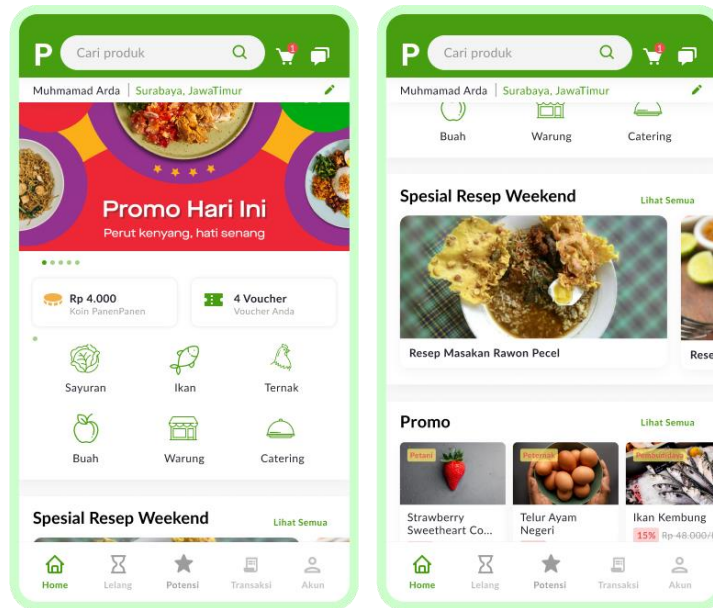 P
Cari produk
1
Muhmamad Arda
Surabaya, JawaTimur
Promo Hari Ini
Perut kenyang, hati senang
Rp 4.000
Koin PanenPanen
4 Voucher
Voucher Anda
Sayuran
Ikan
Ternak
Buah
Warung
Catering
Spesial Resep Weekend
Lihat Semua
Home
Lelang
Potensi
Transaksi
Akun
P
Cari produk
1
Muhmamad Arda
Surabaya, JawaTimur
Buah
Warung
Catering
Spesial Resep Weekend
Lihat Semua
Resep Masakan Rawon Pecel
Rese
Promo
Lihat Semua
Petani
Peternak
Pembudidaya
Strawberry
Sweetheart Co...
Telur Ayam
Negeri
Ikan Kembung
15% Rp 48.000/
Home
Lelang
Potensi
Transaksi
Akun